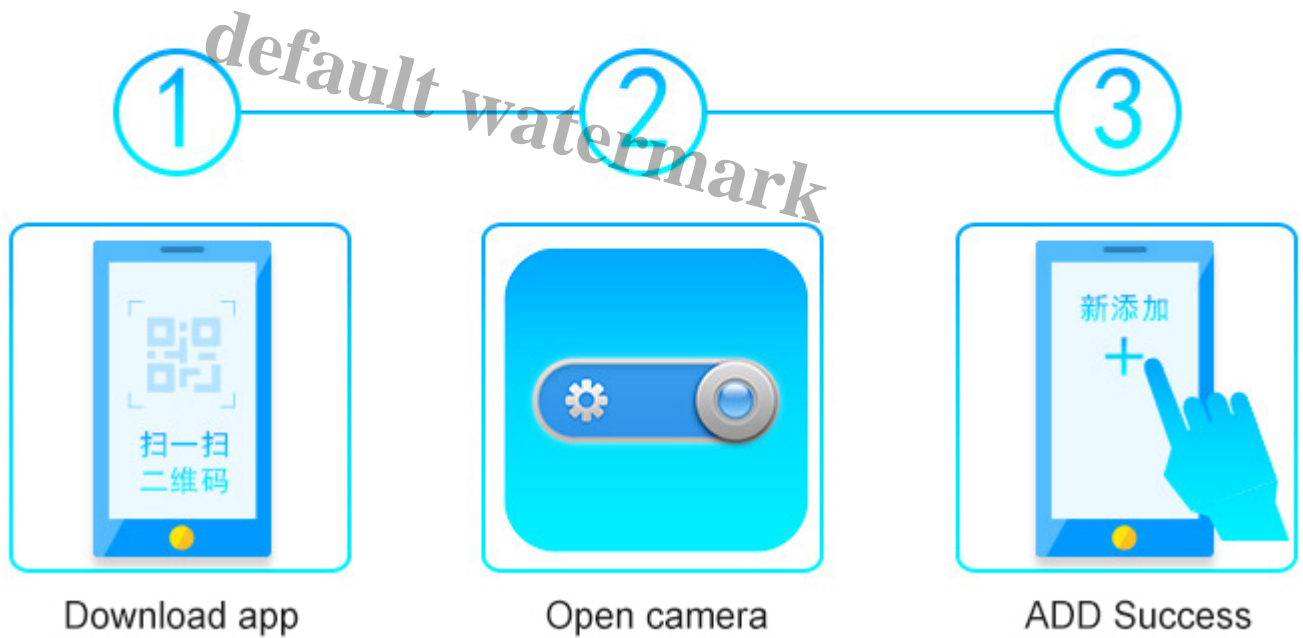 1
2
3
default watermark
扫一扫
二维码
新添加
Download app
Open camera
ADD Success